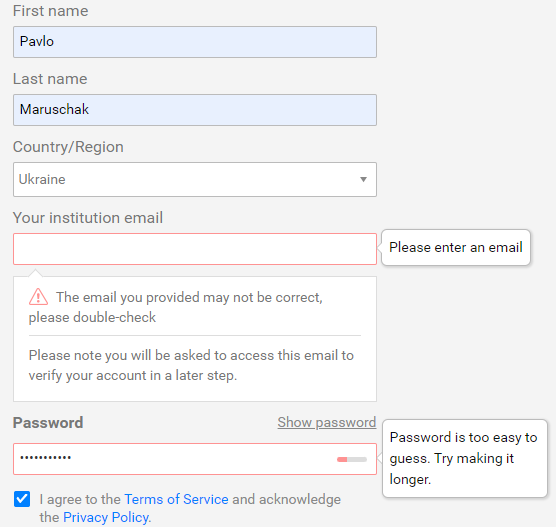 First name
Pavlo
Last name
Maruschak
Country/Region
Ukraine
Your institution email
Please enter an email
The email you provided may not be correct,
please double-check
Please note you will be asked to access this email to
verify your account in a later step.
Password
Show password
•••••••••••
Password is too easy to
guess. Try making it
longer.
I agree to the Terms of Service and acknowledge
the Privacy Policy.